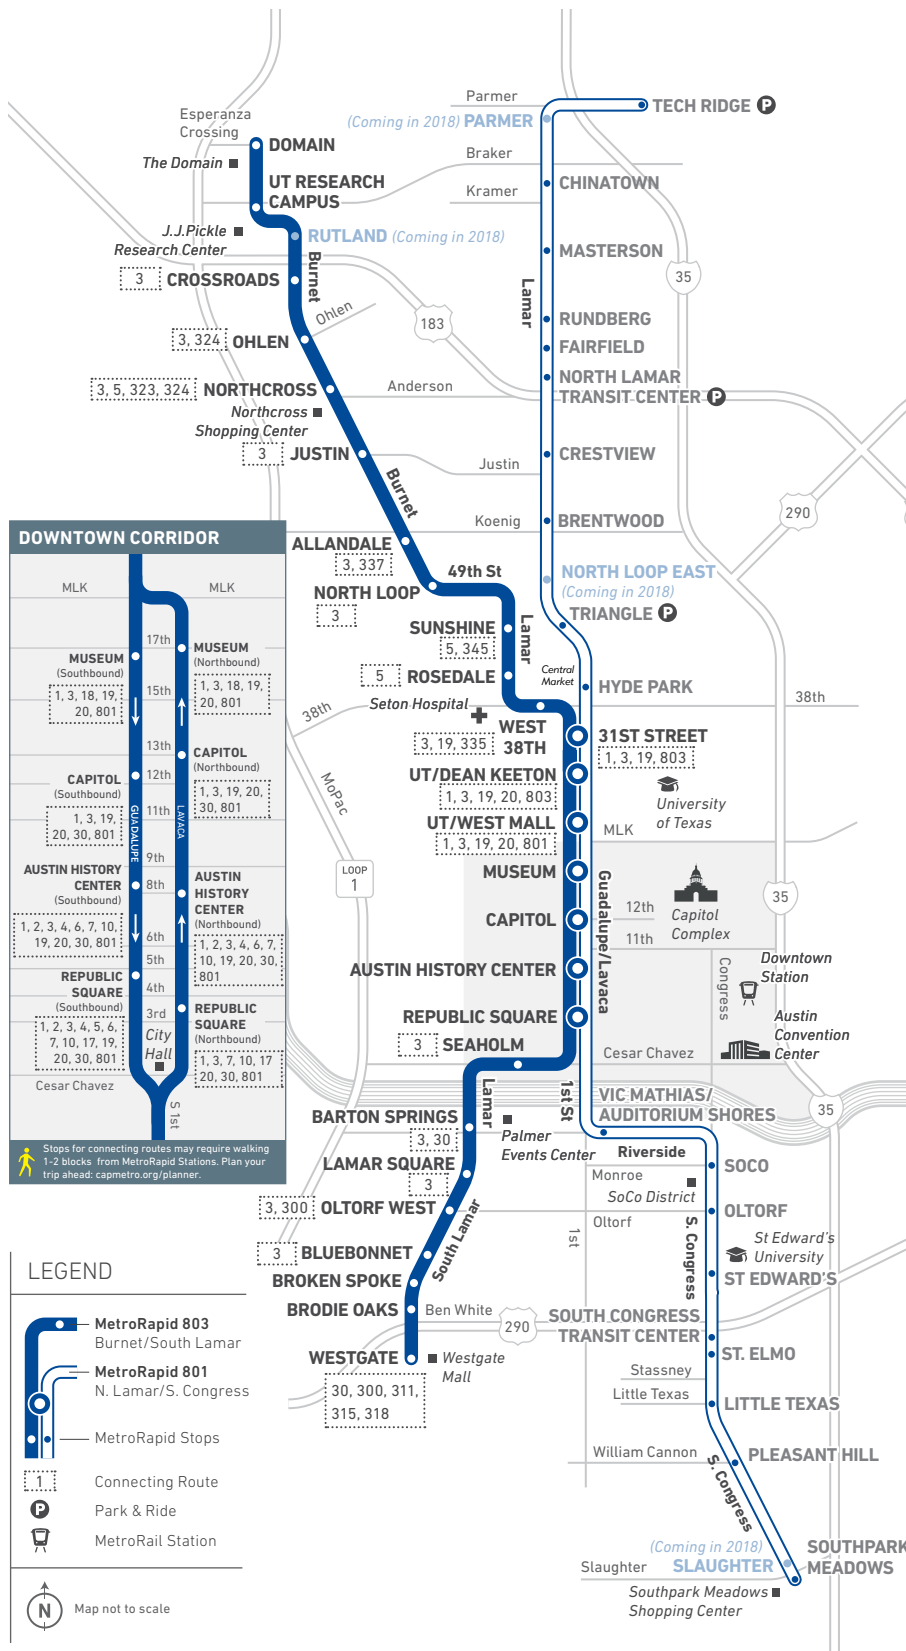 Parmer
TECH RIDGE P
(Coming in 2018) PARMER
Esperanza
Crossing
DOMAIN
The Domain
Braker
UT RESEARCH
CAMPUS
Kramer
CHINATOWN
J.J.Pickle
Research Center
RUTLAND (Coming in 2018)
MASTERSON
Burnet
3 CROSSROADS
35
Lamar
Ohlen
183
RUNDBERG
3, 324 OHLEN
FAIRFIELD
NORTH LAMAR
TRANSIT CENTER P
3, 5, 323, 324 NORTHCROSS
Anderson
Northcross
Shopping Center
3 JUSTIN
Justin
CRESTVIEW
Burnet
290
Koenig
BRENTWOOD
ALLANDALE
3, 337
49th St
NORTH LOOP EAST
(Coming in 2018)
NORTH LOOP
3
TRIANGLE P
SUNSHINE
5, 345
Lamar
5 ROSEDALE
Central
Market
HYDE PARK
Seton Hospital
38th
38th
WEST
38TH
3, 19, 335
31ST STREET
1, 3, 19, 803
UT/DEAN KEETON
1, 3, 19, 20, 803
University
of Texas
MoPac
UT/WEST MALL
1, 3, 19, 20, 801
MLK
LOOP
1
MUSEUM
Guadalupe/Lavaca
35
CAPITOL
12th
11th
Capitol
Complex
AUSTIN HISTORY CENTER
Congress
Downtown
Station
REPUBLIC SQUARE
Austin
Convention
Center
3 SEAHOLM
Cesar Chavez
Lamar
1st St
VIC MATHIAS/
AUDITORIUM SHORES
35
BARTON SPRINGS
3, 30
Palmer
Events Center
Riverside
LAMAR SQUARE
3
Monroe
SOCO
SoCo District
3, 300 OLTORF WEST
Oltorf
OLTORF
South Lamar
1st
S. Congress
St Edward's
University
3 BLUEBONNET
ST EDWARD'S
BROKEN SPOKE
BRODIE OAKS
Ben White
290
SOUTH CONGRESS
TRANSIT CENTER
WESTGATE
Westgate
Mall
ST. ELMO
30, 300, 311,
315, 318
Stassney
Little Texas
LITTLE TEXAS
William Cannon
PLEASANT HILL
S. Congress
(Coming in 2018)
SLAUGHTER
Slaughter
SOUTHPARK
MEADOWS
Southpark Meadows
Shopping Center
DOWNTOWN CORRIDOR
MLK
MLK
17th
MUSEUM
(Southbound)
1, 3, 18, 19,
20, 801
MUSEUM
(Northbound)
1, 3, 18, 19,
20, 801
15th
13th
CAPITOL
(Northbound)
1, 3, 19, 20,
30, 801
12th
CAPITOL
(Southbound)
1, 3, 19,
20, 30, 801
11th
GUADALUPE
LAVACA
9th
AUSTIN HISTORY
CENTER
(Southbound)
1, 2, 3, 4, 6, 7, 10,
19, 20, 30, 801
8th
AUSTIN
HISTORY
CENTER
(Northbound)
1, 2, 3, 4, 6, 7,
10, 19, 20, 30,
801
6th
5th
REPUBLIC
SQUARE
(Southbound)
1, 2, 3, 4, 5, 6,
7, 10, 17, 19,
20, 30, 801
4th
3rd
REPUBLIC
SQUARE
(Northbound)
1, 3, 7, 10, 17
20, 30, 801
City
Hall
Cesar Chavez
S 1st
Stops for connecting routes may require walking
1-2 blocks from MetroRapid Stations. Plan your
trip ahead: capmetro.org/planner.
LEGEND
MetroRapid 803
Burnet/South Lamar
MetroRapid 801
N. Lamar/S. Congress
MetroRapid Stops
1 Connecting Route
P Park & Ride
MetroRail Station
N Map not to scale